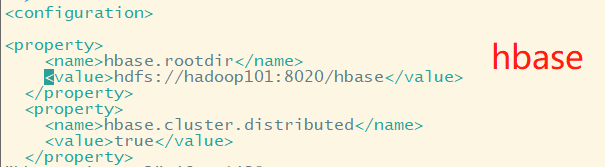 <configuration>
<property>
<name>hbase.rootdir</name>
<value>hdfs://hadoop101:8020/hbase</value>
hbase
</property>
<property>
<name>hbase.cluster.distributed</name>
<value>true</value>
</property>